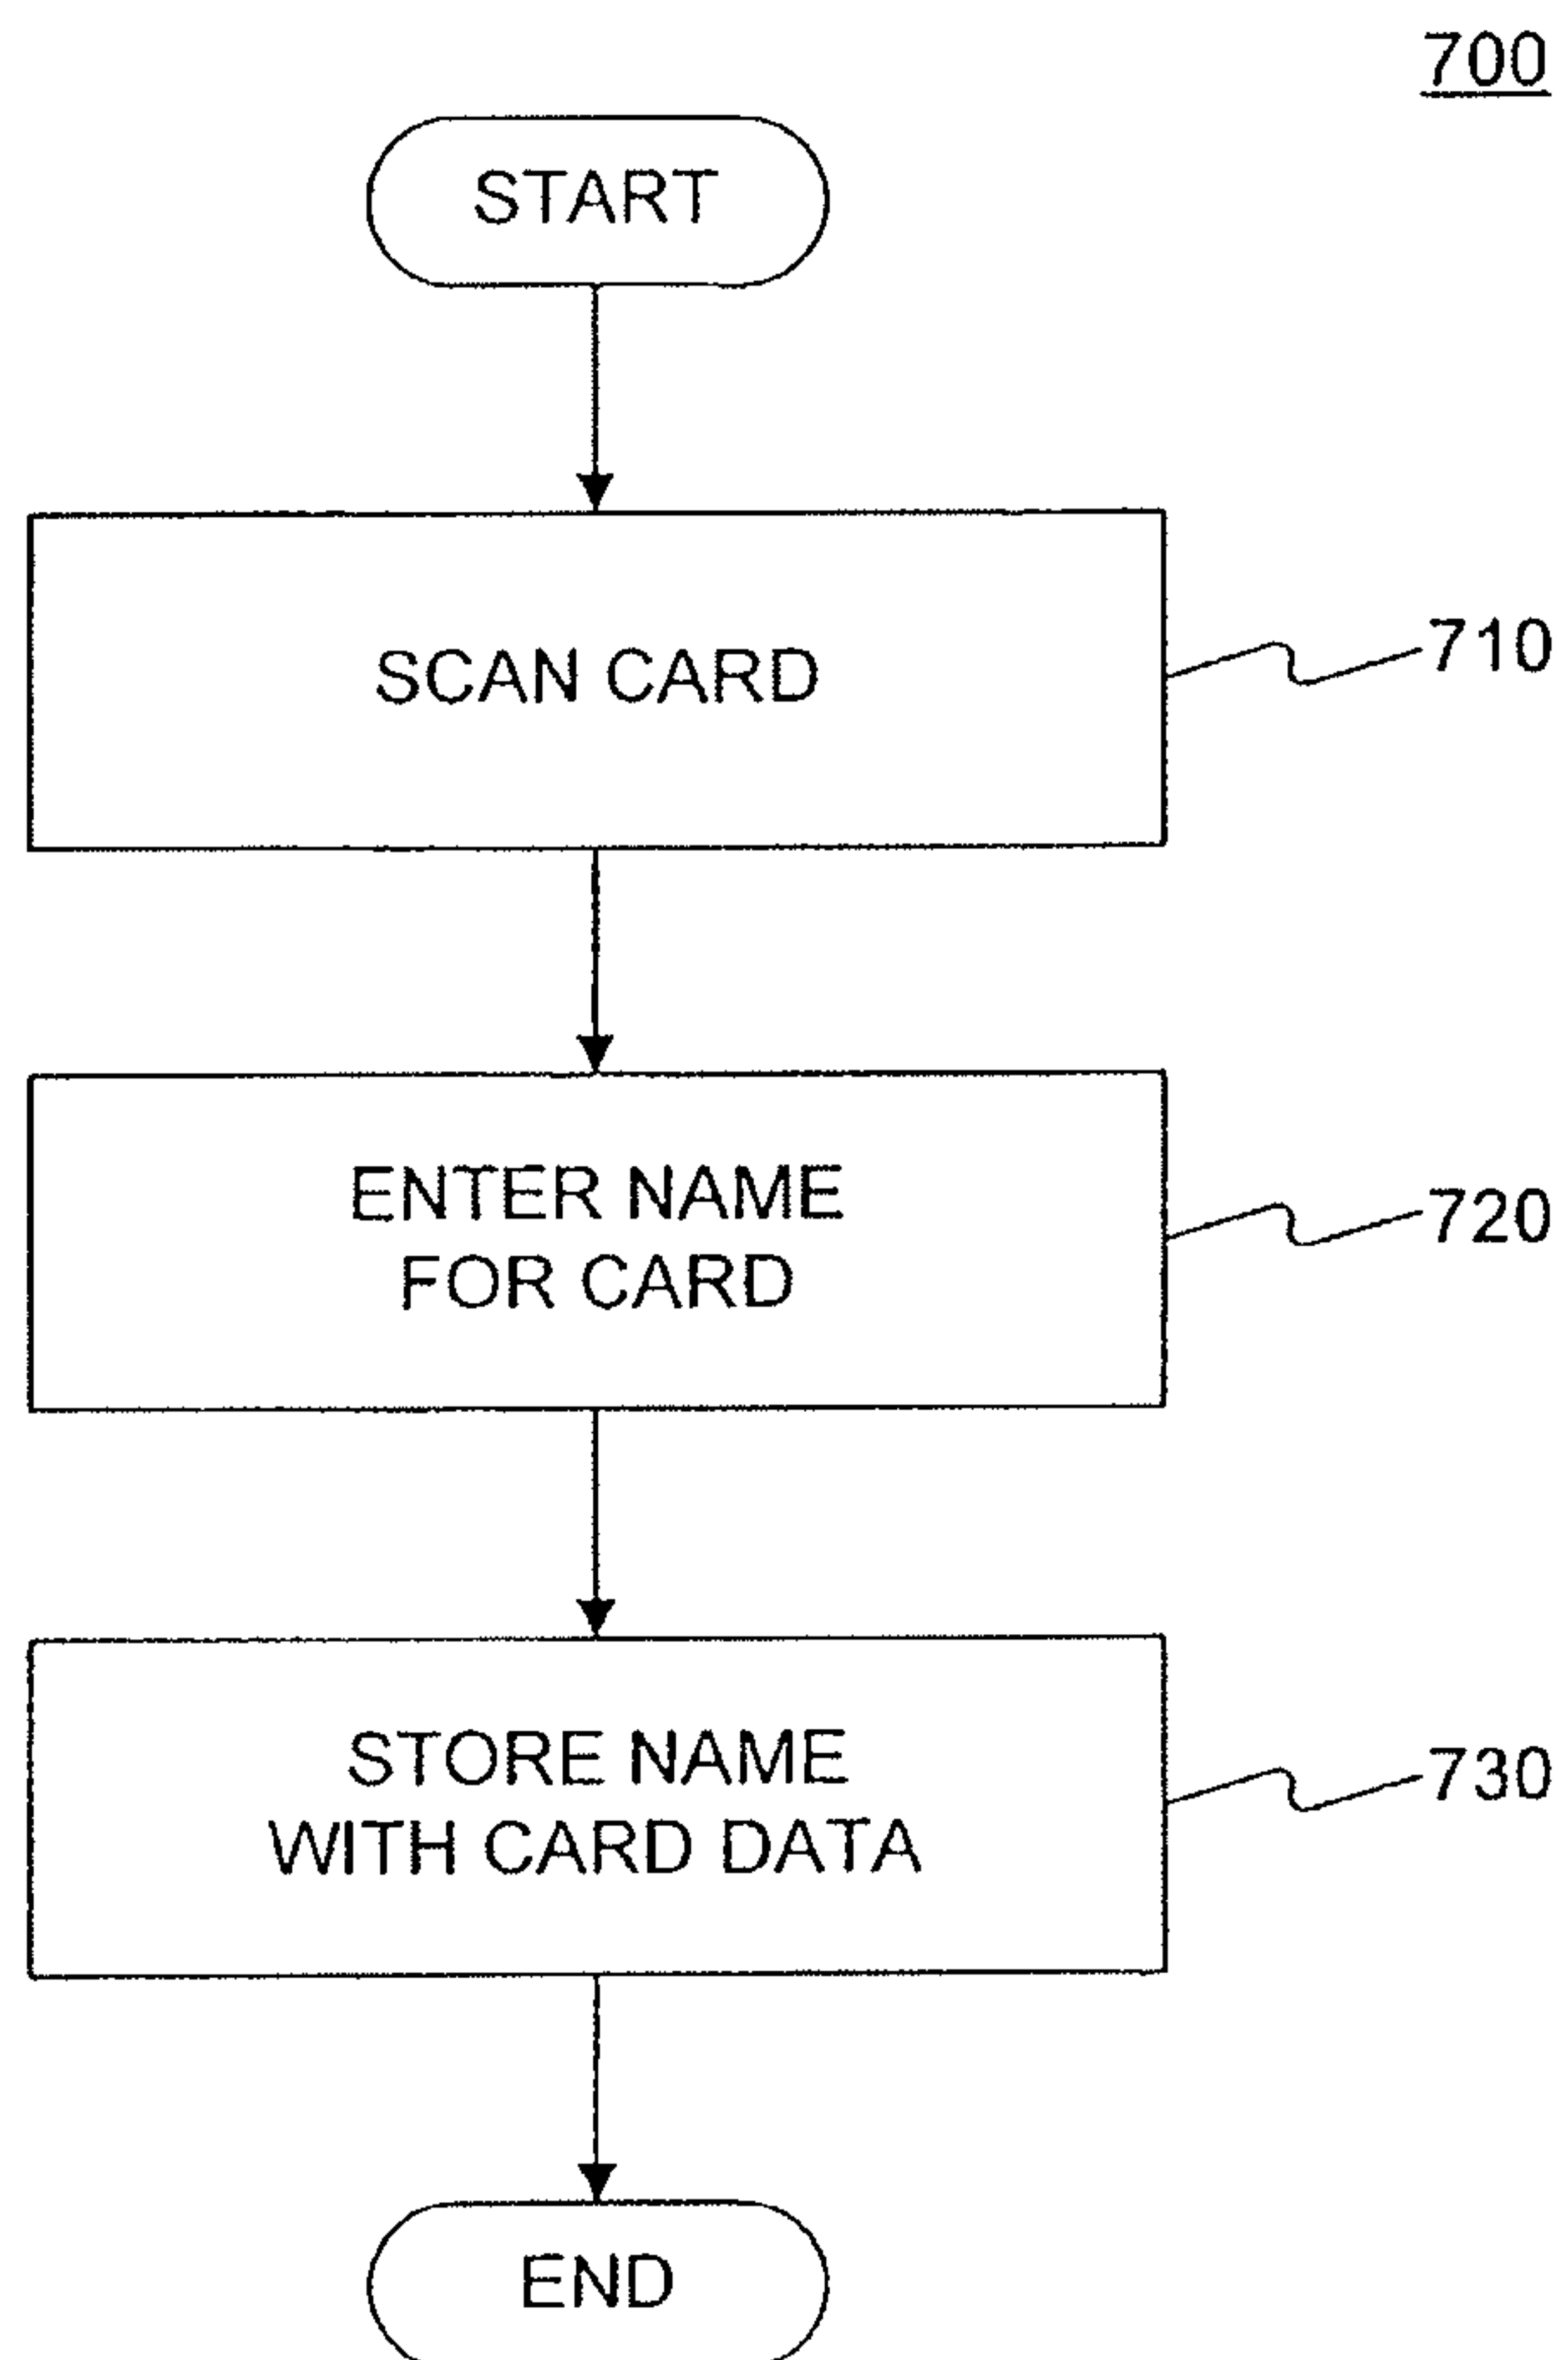 700
START
SCAN CARD
710
ENTER NAME
FOR CARD
720
STORE NAME
WITH CARD DATA
730
END